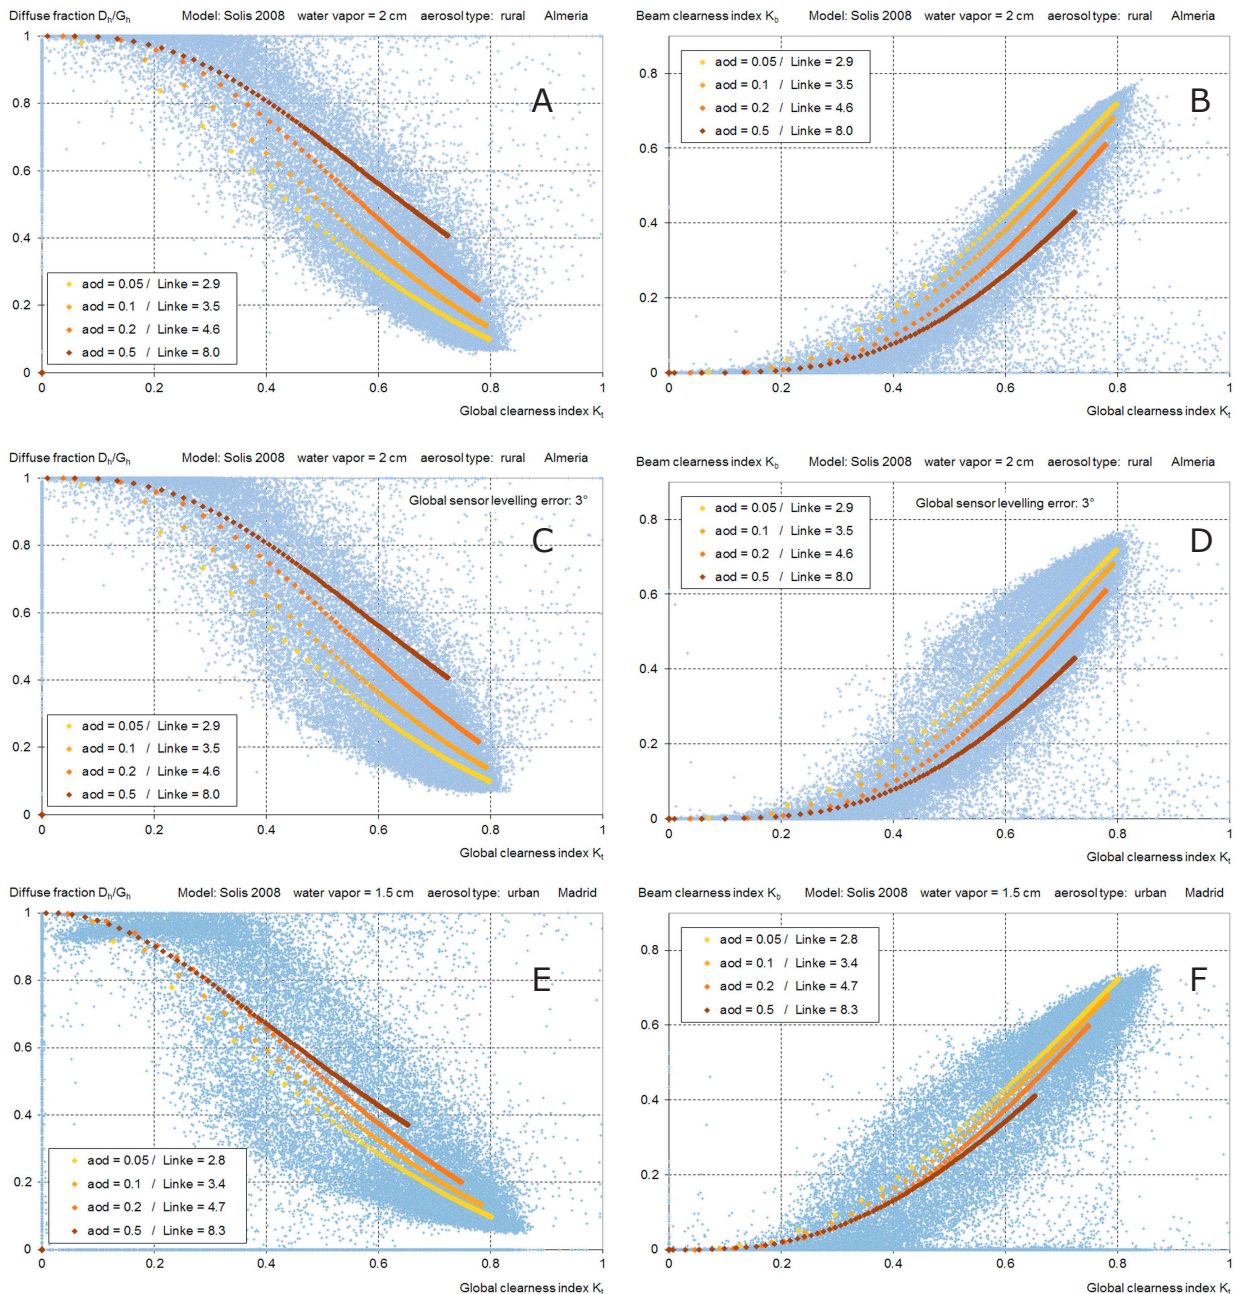 Diffuse fraction Dh/Gh Model: Solis 2008 water vapor = 2 cm aerosol type: rural Almeria
1
0.8
0.6
0.4
0.2
0
A
aod = 0.05 / Linke = 2.9
aod = 0.1 / Linke = 3.5
aod = 0.2 / Linke = 4.6
aod = 0.5 / Linke = 8.0
0 0.2 0.4 0.6 0.8 1
Global clearness index Kt
Beam clearness index Kb Model: Solis 2008 water vapor = 2 cm aerosol type: rural Almeria
0.8
0.6
0.4
0.2
0
aod = 0.05 / Linke = 2.9
aod = 0.1 / Linke = 3.5
aod = 0.2 / Linke = 4.6
aod = 0.5 / Linke = 8.0
B
0 0.2 0.4 0.6 0.8 1
Global clearness index Kt
Diffuse fraction Dh/Gh Model: Solis 2008 water vapor = 2 cm aerosol type: rural Almeria
1
0.8
0.6
0.4
0.2
0
Global sensor levelling error: 3°
C
aod = 0.05 / Linke = 2.9
aod = 0.1 / Linke = 3.5
aod = 0.2 / Linke = 4.6
aod = 0.5 / Linke = 8.0
0 0.2 0.4 0.6 0.8 1
Global clearness index Kt
Beam clearness index Kb Model: Solis 2008 water vapor = 2 cm aerosol type: rural Almeria
0.8
0.6
0.4
0.2
0
Global sensor levelling error: 3°
aod = 0.05 / Linke = 2.9
aod = 0.1 / Linke = 3.5
aod = 0.2 / Linke = 4.6
aod = 0.5 / Linke = 8.0
D
0 0.2 0.4 0.6 0.8 1
Global clearness index Kt
Diffuse fraction Dh/Gh Model: Solis 2008 water vapor = 1.5 cm aerosol type: urban Madrid
1
0.8
0.6
0.4
0.2
0
E
aod = 0.05 / Linke = 2.8
aod = 0.1 / Linke = 3.4
aod = 0.2 / Linke = 4.7
aod = 0.5 / Linke = 8.3
0 0.2 0.4 0.6 0.8 1
Global clearness index Kt
Beam clearness index Kb Model: Solis 2008 water vapor = 1.5 cm aerosol type: urban Madrid
0.8
0.6
0.4
0.2
0
aod = 0.05 / Linke = 2.8
aod = 0.1 / Linke = 3.4
aod = 0.2 / Linke = 4.7
aod = 0.5 / Linke = 8.3
F
0 0.2 0.4 0.6 0.8 1
Global clearness index Kt